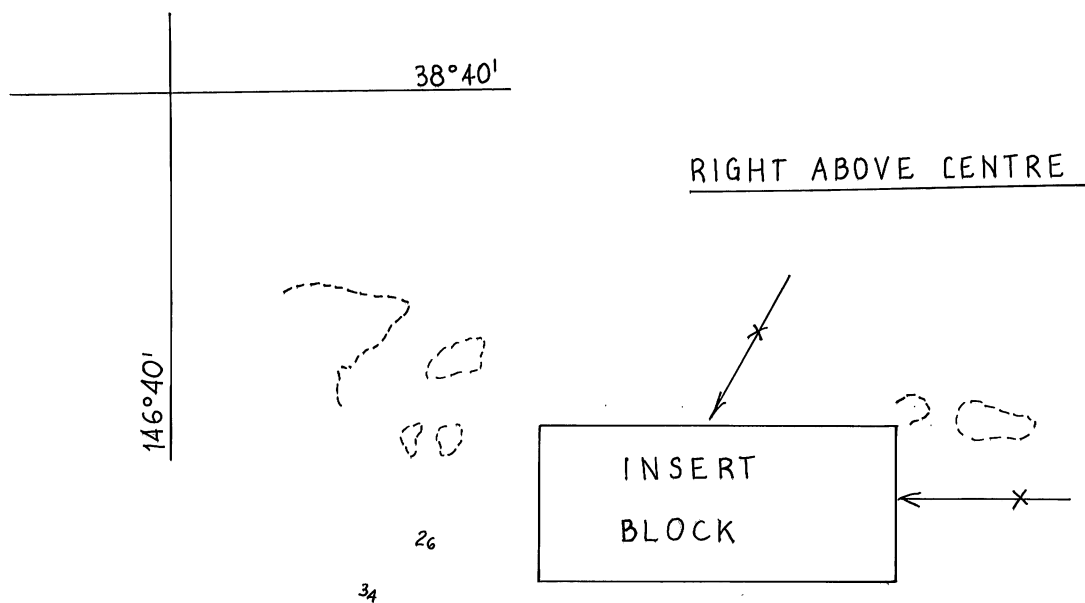 38°40'
RIGHT ABOVE CENTRE
146°40'
INSERT
BLOCK
26
34